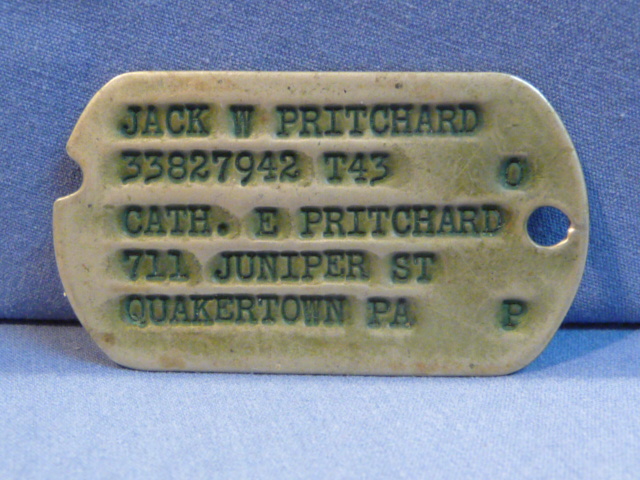 JACK W PRITCHARD
33827942 T43 O
CATH. E PRITCHARD
711 JUNIPER ST
QUAKERTOWN PA P